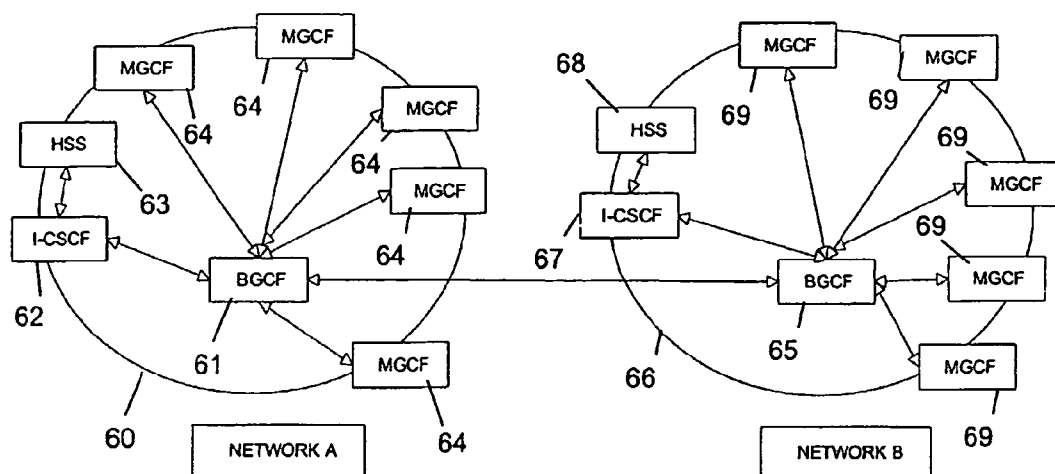 MGCF
MGCF
64
64
MGCF
64
HSS
63
MGCF
64
I-CSCF
62
BGCF
61
MGCF
64
60
NETWORK A
MGCF
MGCF
68
69
69
HSS
69
MGCF
I-CSCF
67
69
BGCF
MGCF
65
66
MGCF
69
NETWORK B